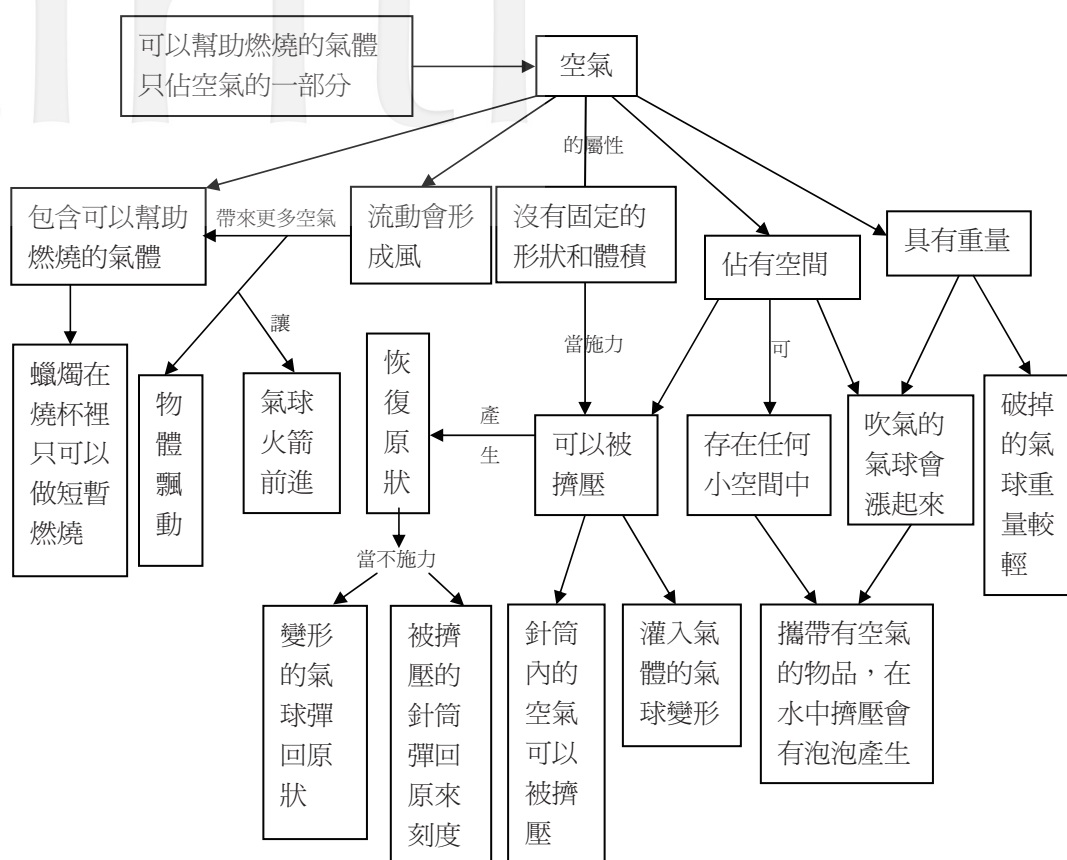 可以幫助燃燒的氣體
只佔空氣的一部分
空氣
的屬性
包含可以幫助
燃燒的氣體
帶來更多空氣
流動會形
成風
沒有固定的
形狀和體積
佔有空間
具有重量
讓
當施力
可
蠟燭在
燒杯裡
只可以
做短暫
燃燒
物
體
飄
動
氣球
火箭
前進
恢
復
原
狀
產
生
可以被
擠壓
存在任何
小空間中
吹氣的
氣球會
漲起來
破掉
的氣
球重
量較
輕
當不施力
變形
的氣
球彈
回原
狀
被擠
壓的
針筒
彈回
原來
刻度
針筒
內的
空氣
可以
被擠
壓
灌入氣
體的氣
球變形
攜帶有空氣
的物品，在
水中擠壓會
有泡泡產生